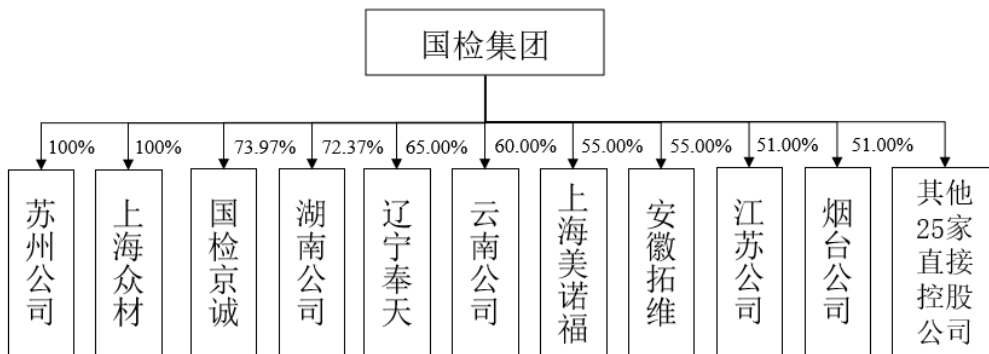 国检集团
100%
100%
73.97%
72.37%
65.00%
60.00%
55.00%
55.00%
51.00%
51.00%
苏州公司
上海众材
国检京诚
湖南公司
辽宁奉天
云南公司
上海美诺福
安徽拓维
江苏公司
烟台公司
其他
25家
直接
控股
公司